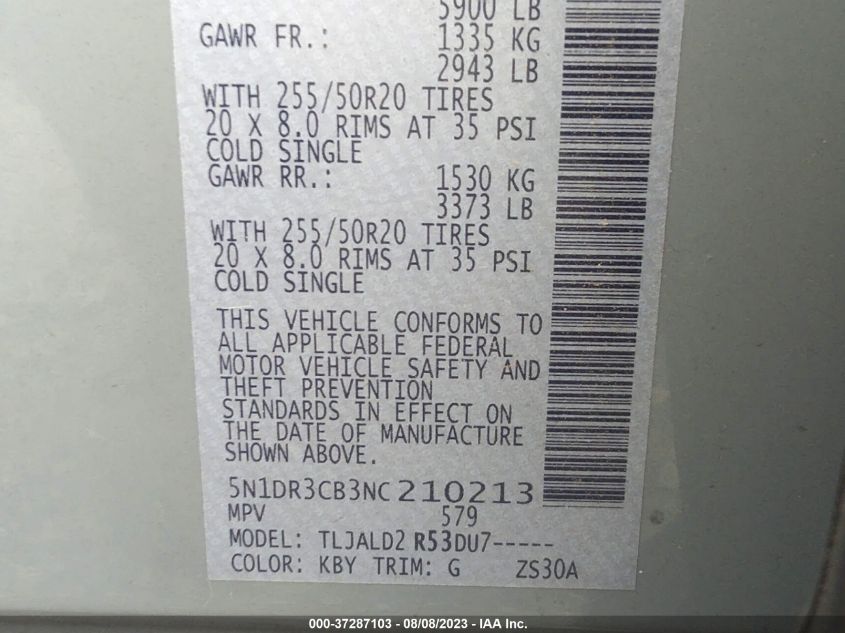 5900 LB
GAWR FR.: 1335 KG
2943 LB
WITH 255/50R20 TIRES
20 X 8.0 RIMS AT 35 PSI
COLD SINGLE
GAWR RR.: 1530 KG
3373 LB
WITH 255/50R20 TIRES
20 X 8.0 RIMS AT 35 PSI
COLD SINGLE
THIS VEHICLE CONFORMS TO
ALL APPLICABLE FEDERAL
MOTOR VEHICLE SAFETY AND
THEFT PREVENTION
STANDARDS IN EFFECT ON
THE DATE OF MANUFACTURE
SHOWN ABOVE.
5N1DR3CB3NC210213
MPV 579
MODEL: TLJALD2 R53DU7-----
COLOR: KBY TRIM: G ZS30A
000-37287103 - 08/08/2023 - IAA Inc.